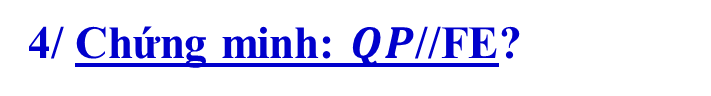 4/ Chứng minh: QP//FE?